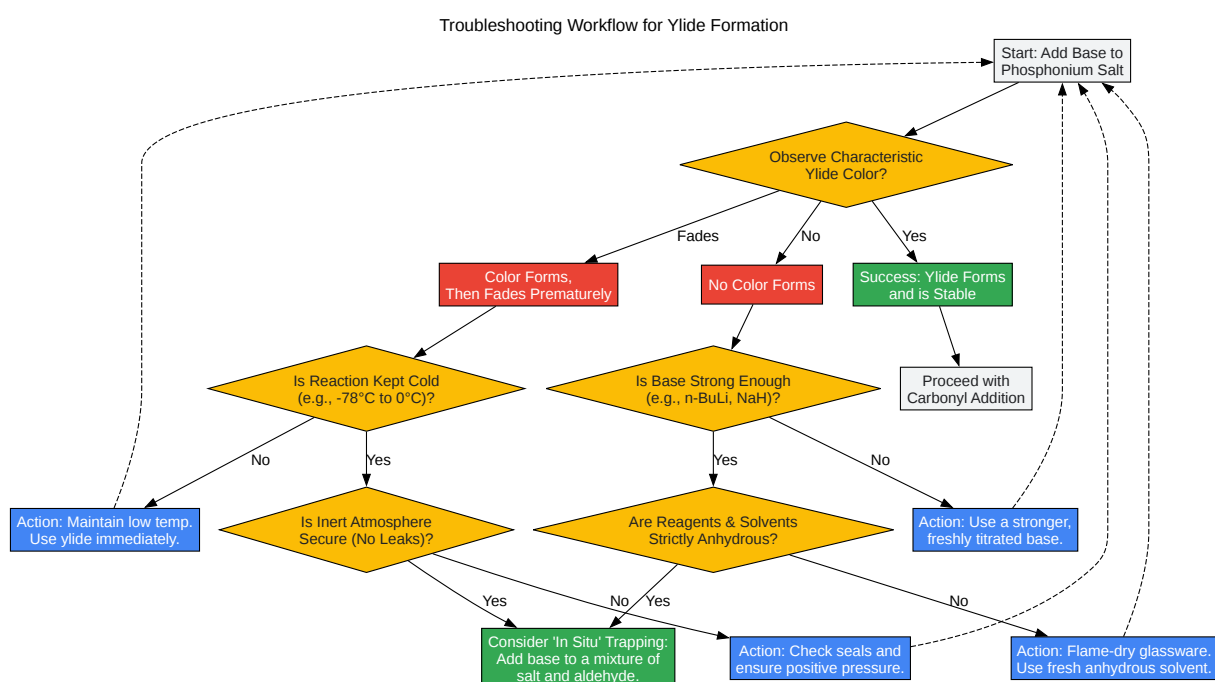 Troubleshooting Workflow for Ylide Formation
Start: Add Base to
Phosphonium Salt
Observe Characteristic
Ylide Color?
Fades
No
Yes
Color Forms,
Then Fades Prematurely
No Color Forms
Success: Ylide Forms
and is Stable
Is Reaction Kept Cold
(e.g., -78°C to 0°C)?
Is Base Strong Enough
(e.g., n-BuLi, NaH)?
Proceed with
Carbonyl Addition
No
Yes
Yes
No
Action: Maintain low temp.
Use ylide immediately.
Is Inert Atmosphere
Secure (No Leaks)?
Are Reagents & Solvents
Strictly Anhydrous?
Action: Use a stronger,
freshly titrated base.
Yes
No
Yes
No
Consider 'In Situ' Trapping:
Add base to a mixture of
salt and aldehyde.
Action: Check seals and
ensure positive pressure.
Action: Flame-dry glassware.
Use fresh anhydrous solvent.